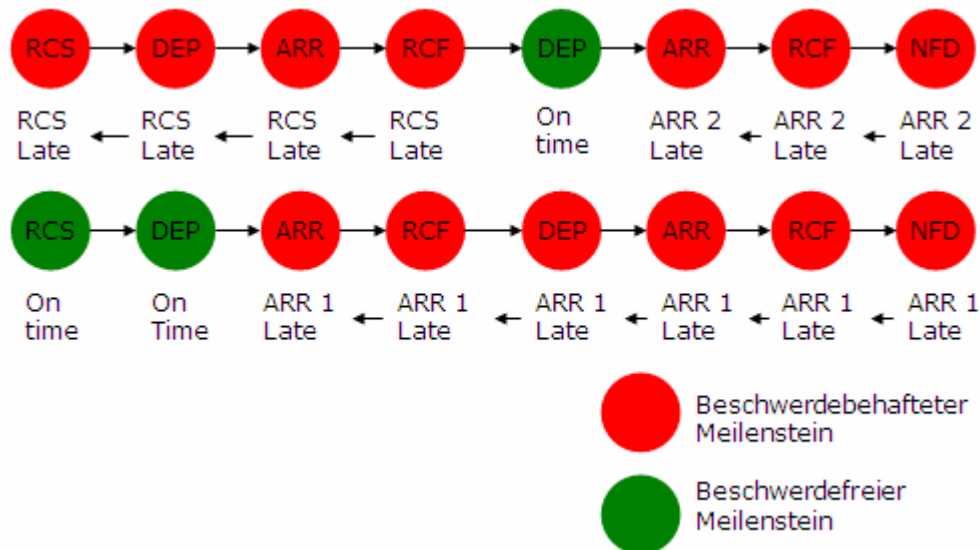 RCS DEP ARR RCF DEP ARR RCF NFD
RCS RCS RCS RCS On ARR 2 ARR 2 ARR 2
Late Late Late Late time Late Late Late
RCS DEP ARR RCF DEP ARR RCF NFD
On On ARR 1 ARR 1 ARR 1 ARR 1 ARR 1 ARR 1
time Time Late Late Late Late Late Late
Beschwerdebehafteter
Meilenstein
Beschwerdefreier
Meilenstein